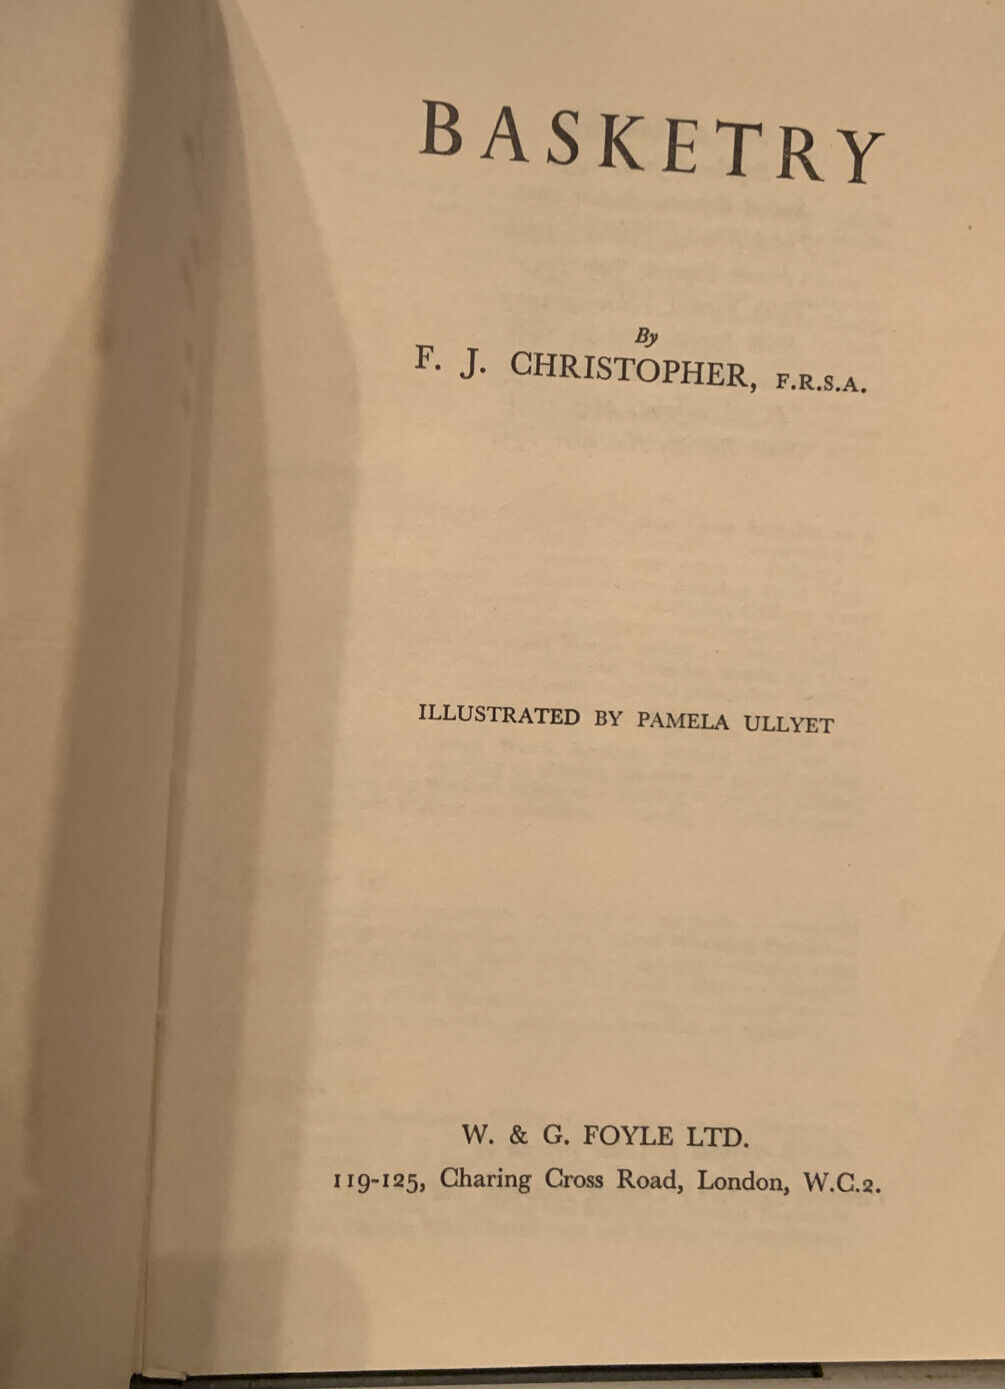 BASKETRY
By
F. J. CHRISTOPHER, F.R.S.A.
ILLUSTRATED BY PAMELA ULLYET
W. & G. FOYLE LTD.
119-125, Charing Cross Road, London, W.C.2.